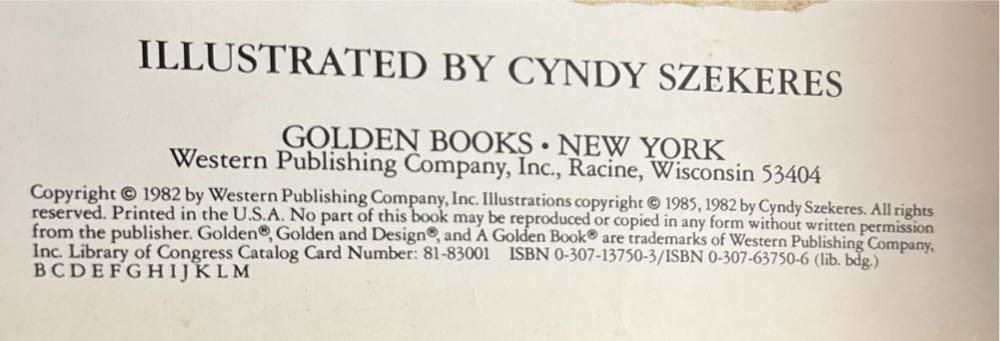 ILLUSTRATED BY CYNDY SZEKERES
GOLDEN BOOKS • NEW YORK
Western Publishing Company, Inc., Racine, Wisconsin 53404
Copyright © 1982 by Western Publishing Company, Inc. Illustrations copyright © 1985, 1982 by Cyndy Szekeres. All rights
reserved. Printed in the U.S.A. No part of this book may be reproduced or copied in any form without written permission
from the publisher. Golden®, Golden and Design®, and A Golden Book® are trademarks of Western Publishing Company,
Inc. Library of Congress Catalog Card Number: 81-83001 ISBN 0-307-13750-3/ISBN 0-307-63750-6 (lib. bdg.)
B C D E F G H I J K L M